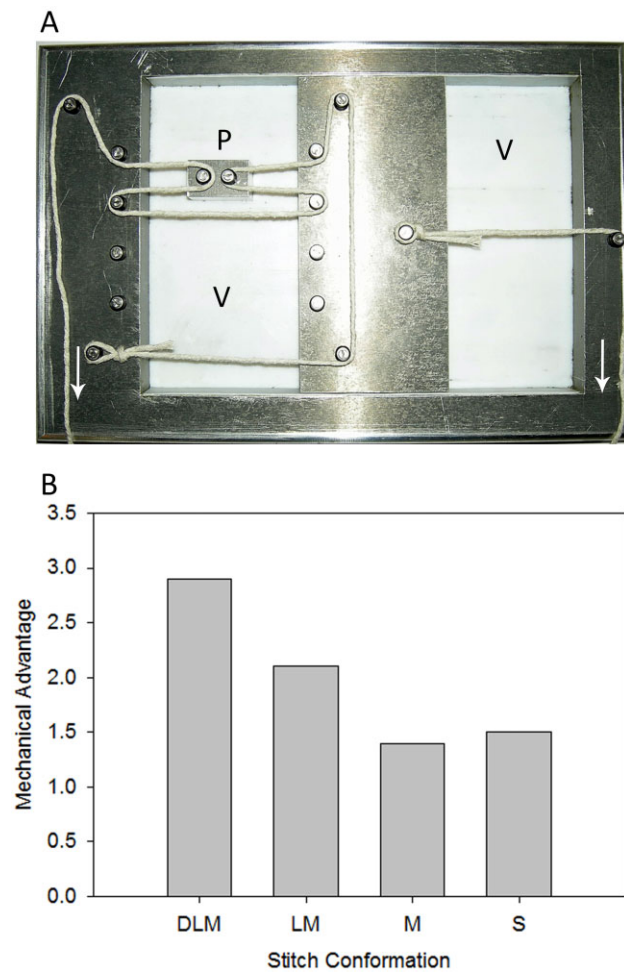 A
P
V
V
B
3.5
3.0
2.5
2.0
1.5
1.0
0.5
0.0
Mechanical Advantage
DLM LM M S
Stitch Conformation